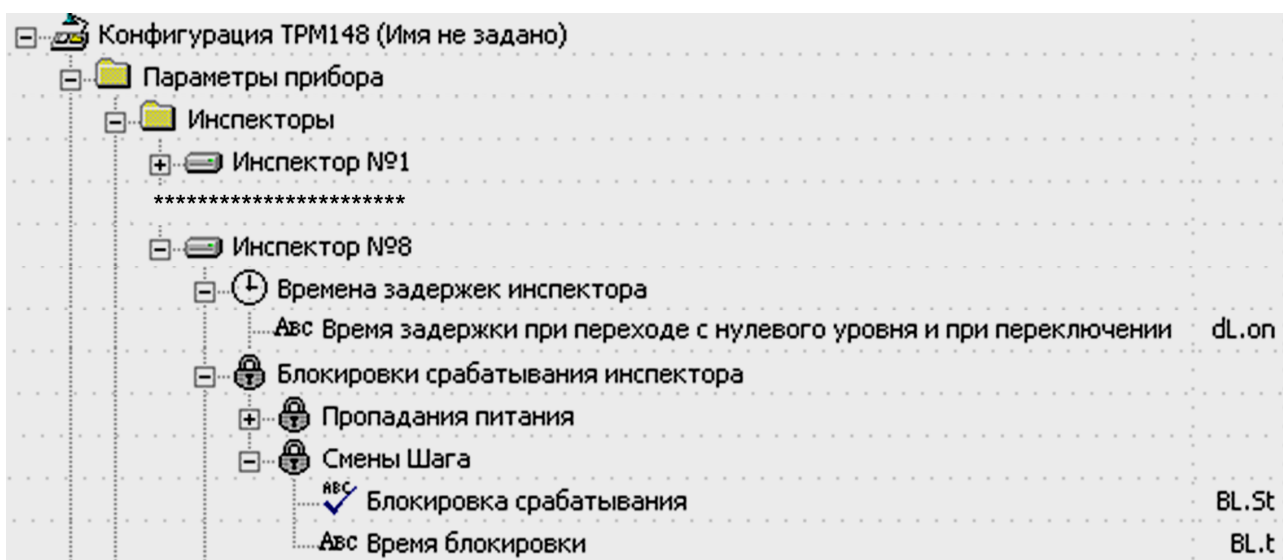 Конфигурация ТРМ148 (Имя не задано)
Параметры прибора
Инспекторы
Инспектор №1
***********************
Инспектор №8
Времена задержек инспектора
Авс Время задержки при переходе с нулевого уровня и при переключении dL.on
Блокировки срабатывания инспектора
Пропадания питания
Смены Шага
ABC Блокировка срабатывания BL.St
Авс Время блокировки BL.t